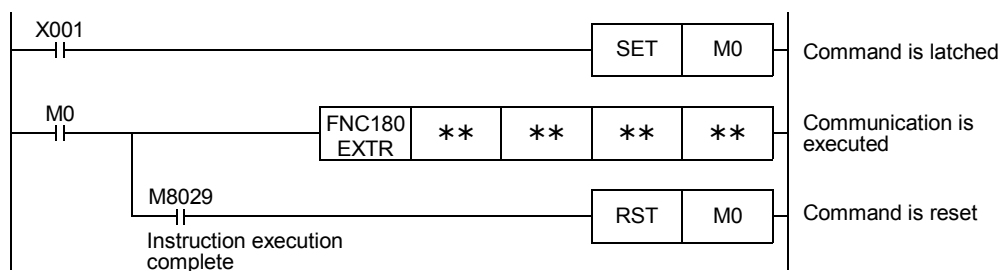 X001
SET M0 Command is latched
M0
FNC180
EXTR ** ** ** ** Communication is
executed
M8029
RST M0 Command is reset
Instruction execution
complete